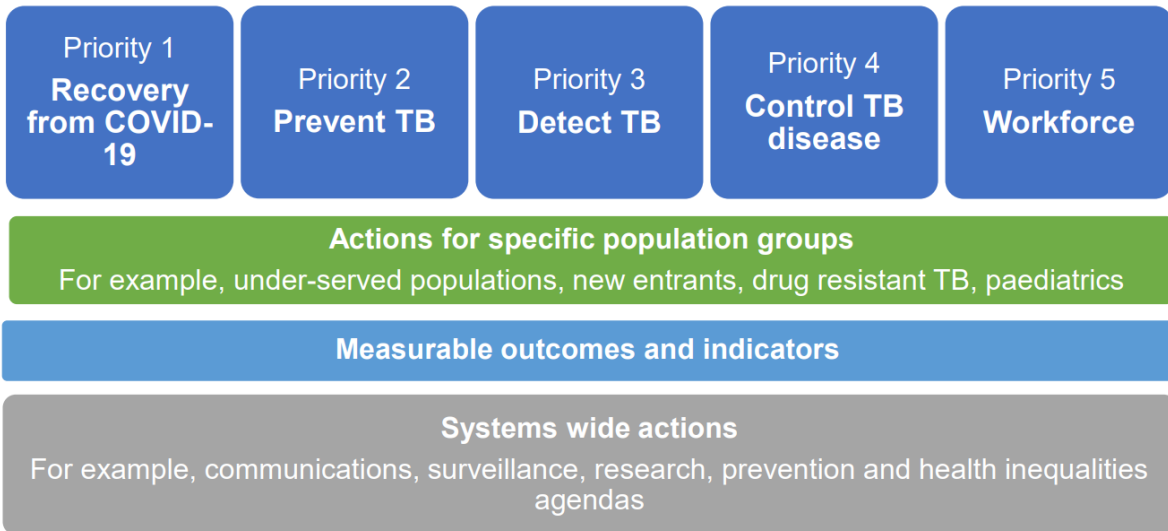 Priority 1
Recovery
from COVID-
19
Priority 2
Prevent TB
Priority 3
Detect TB
Priority 4
Control TB
disease
Priority 5
Workforce
Actions for specific population groups
For example, under-served populations, new entrants, drug resistant TB, paediatrics
Measurable outcomes and indicators
Systems wide actions
For example, communications, surveillance, research, prevention and health inequalities
agendas